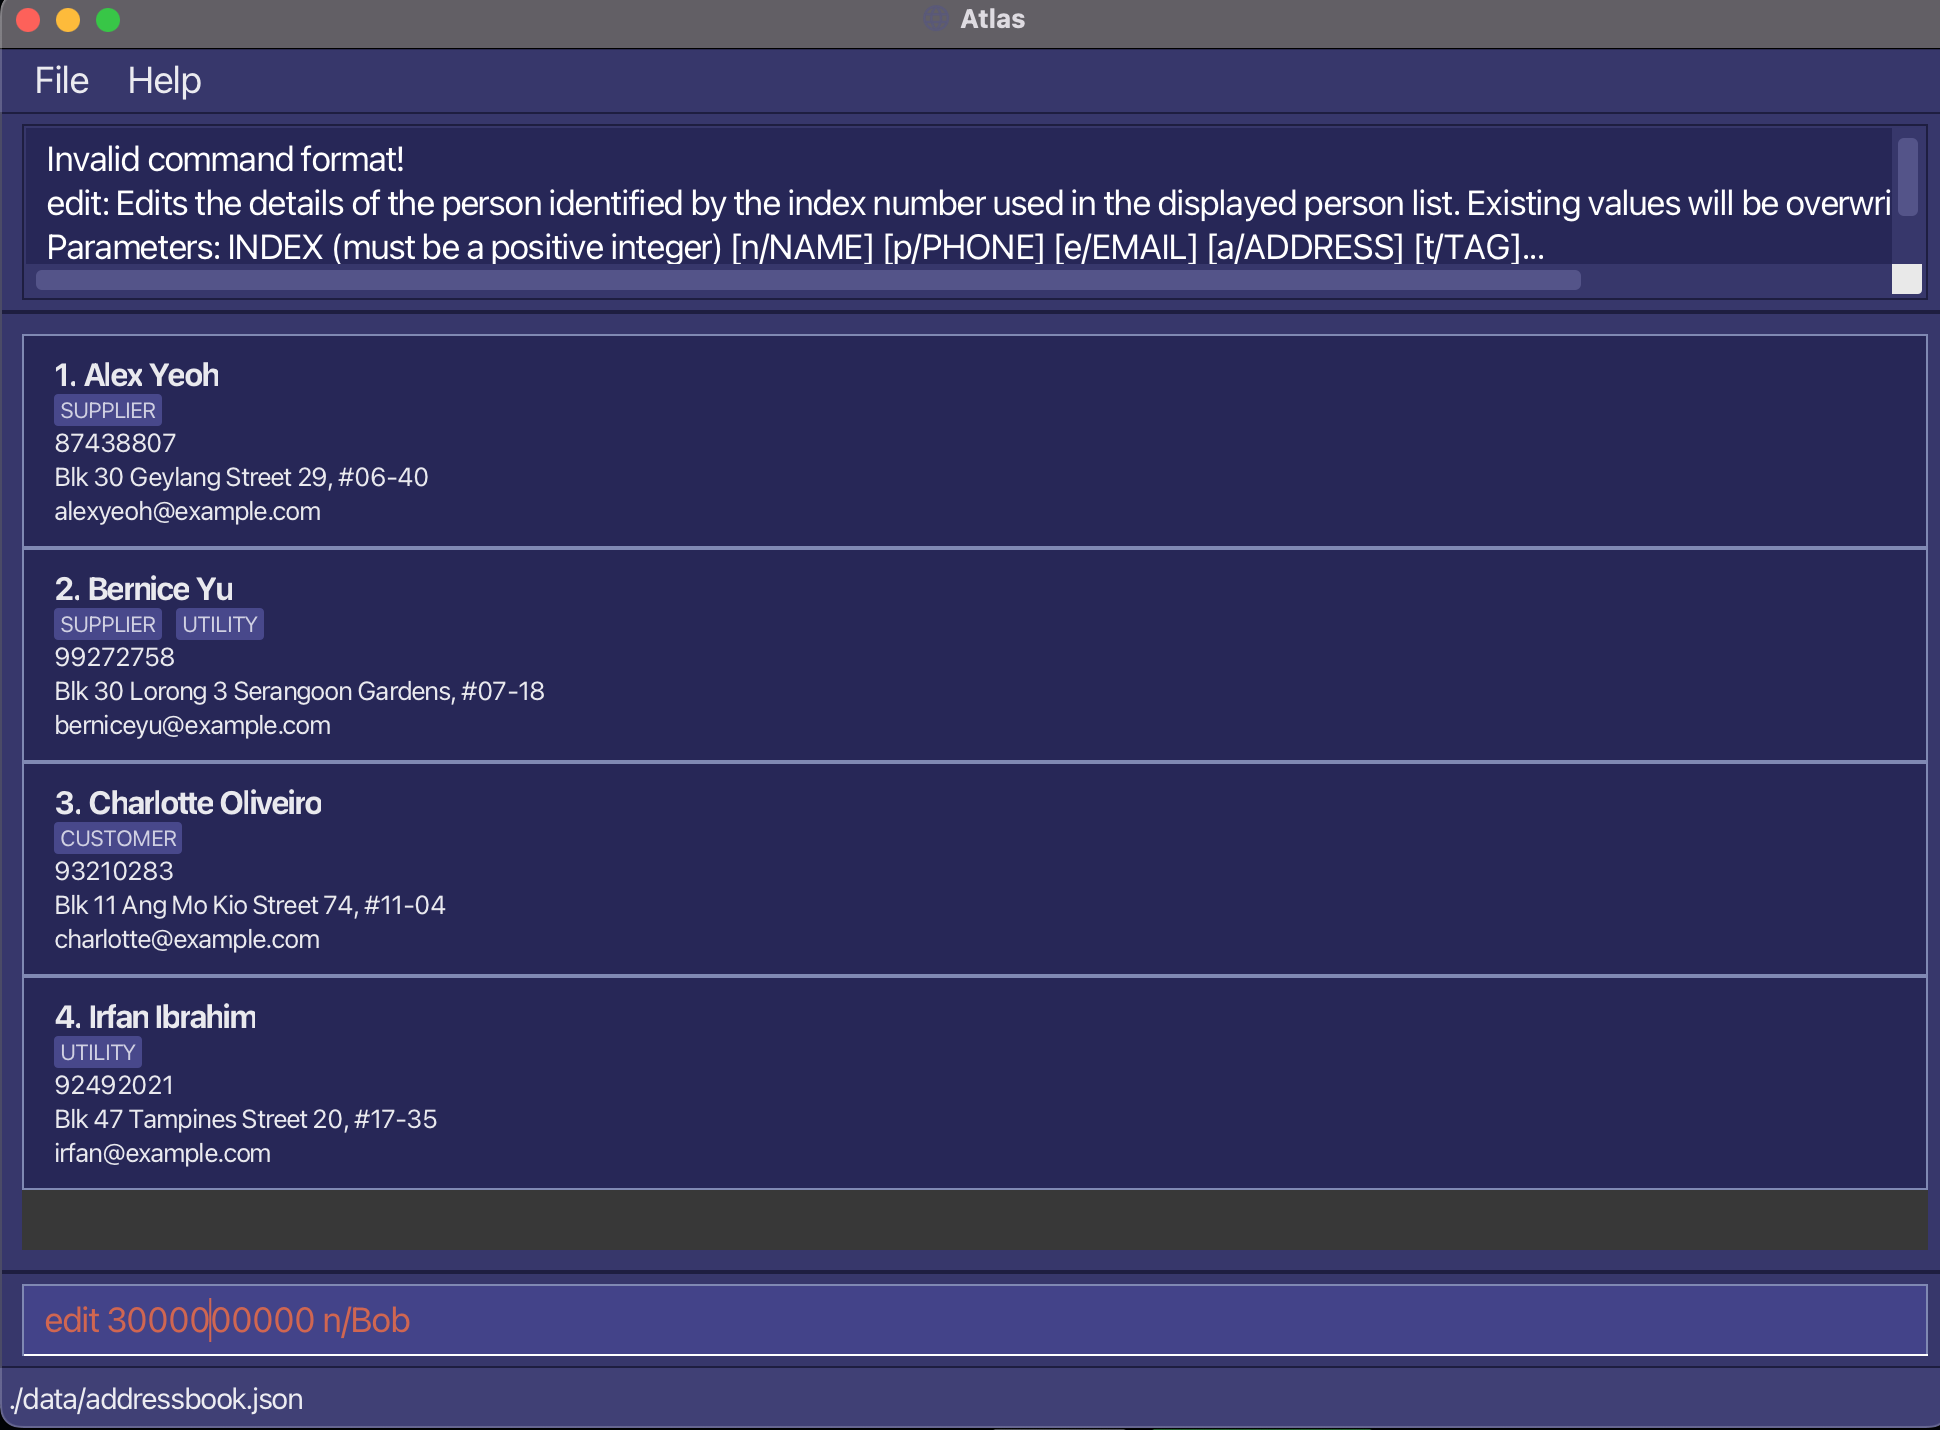 Atlas
File Help
Invalid command format!
edit: Edits the details of the person identified by the index number used in the displayed person list. Existing values will be overwri
Parameters: INDEX (must be a positive integer) [n/NAME] [p/PHONE] [e/EMAIL] [a/ADDRESS] [t/TAG]...
1. Alex Yeoh
SUPPLIER
87438807
Blk 30 Geylang Street 29, #06-40
alexyeoh@example.com
2. Bernice Yu
SUPPLIER UTILITY
99272758
Blk 30 Lorong 3 Serangoon Gardens, #07-18
berniceyu@example.com
3. Charlotte Oliveiro
CUSTOMER
93210283
Blk 11 Ang Mo Kio Street 74, #11-04
charlotte@example.com
4. Irfan Ibrahim
UTILITY
92492021
Blk 47 Tampines Street 20, #17-35
irfan@example.com
edit 3000000000 n/Bob
./data/addressbook.json